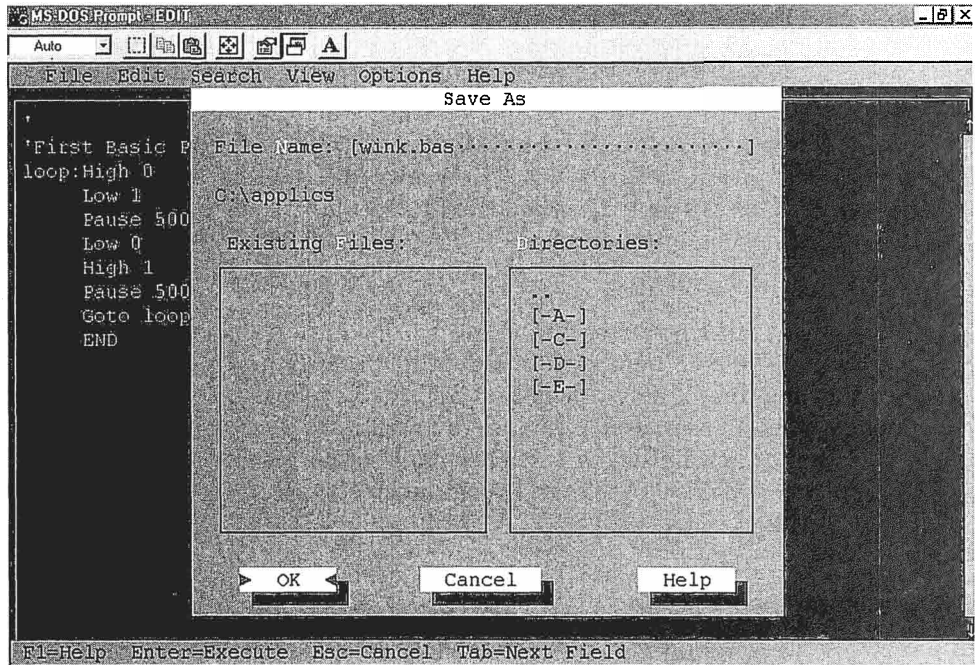 MS-DOS Prompt - EDIT
Auto
A
File Edit Search View Options Help
Save As
'
'First Basic P
loop:High 0
Low 1
Pause 500
Low 0
High 1
Pause 500
Goto loop
END
File Name: [wink.bas·························]
C:\applics
Existing Files:
Directories:
..
[-A-]
[-C-]
[-D-]
[-E-]
OK
Cancel
Help
F1=Help Enter=Execute Esc=Cancel Tab=Next Field